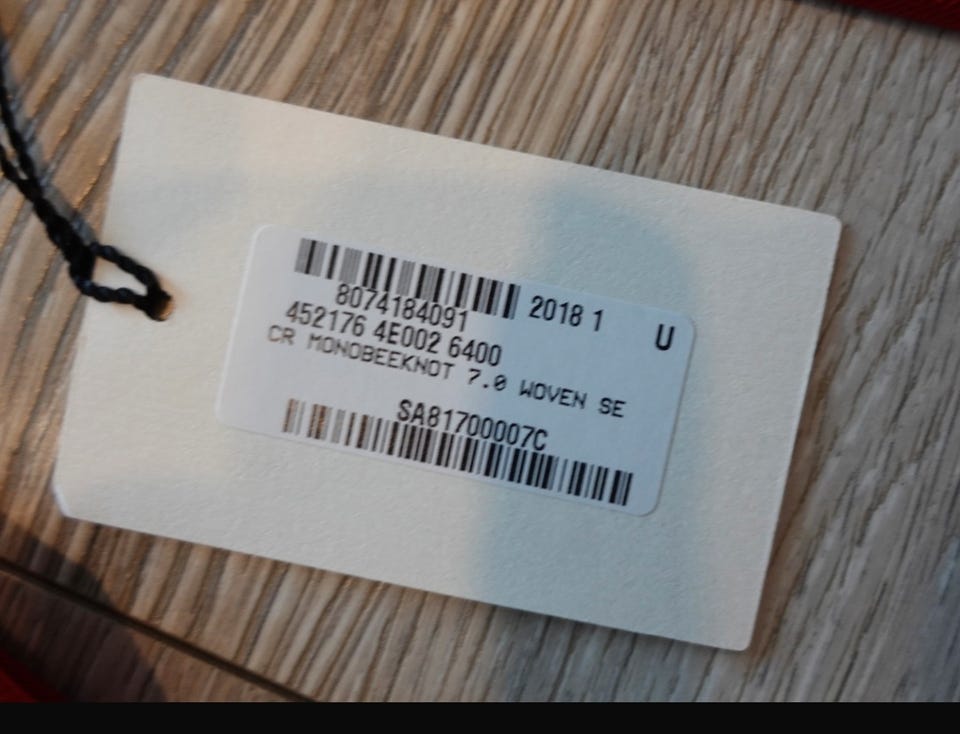 8074184091 2018 1 U
452176 4E002 6400
CR MONOBEEKNOT 7.0 WOVEN SE
SA81700007C